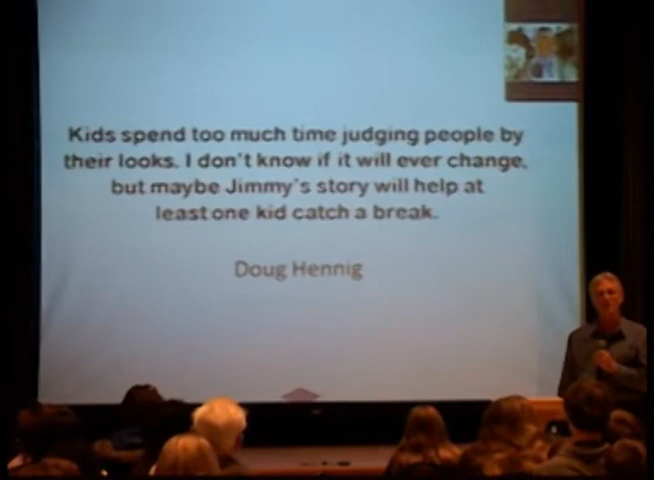 Kids spend too much time judging people by
their looks. I don't know if it will ever change,
but maybe Jimmy's story will help at
least one kid catch a break.
Doug Hennig